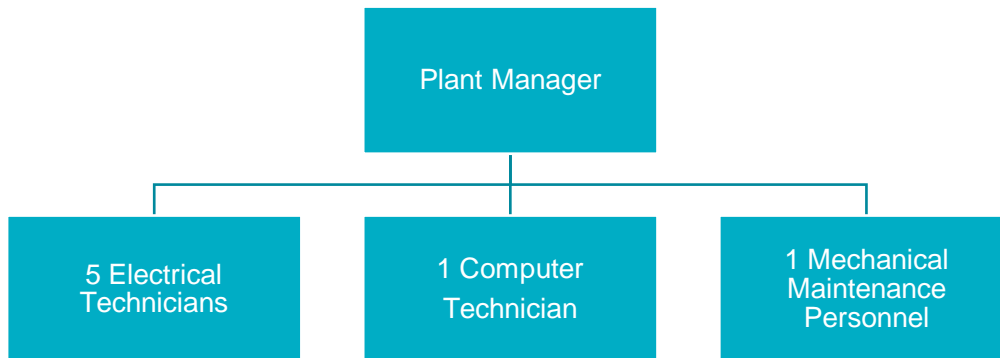 Plant Manager
5 Electrical
Technicians
1 Computer
Technician
1 Mechanical
Maintenance
Personnel